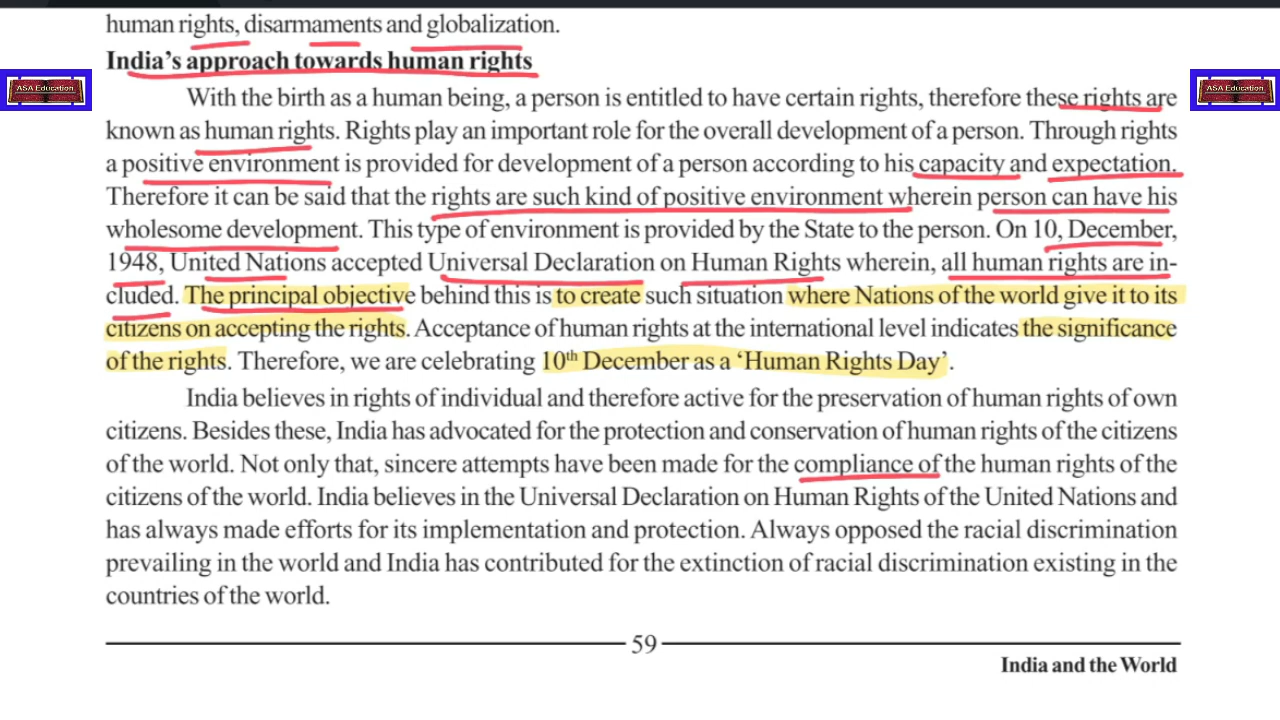 human rights, disarmaments and globalization.
India's approach towards human rights
ASA Education
ASA Education
With the birth as a human being, a person is entitled to have certain rights, therefore these rights are
known as human rights. Rights play an important role for the overall development of a person. Through rights
a positive environment is provided for development of a person according to his capacity and expectation.
Therefore it can be said that the rights are such kind of positive environment wherein person can have his
wholesome development. This type of environment is provided by the State to the person. On 10, December,
1948, United Nations accepted Universal Declaration on Human Rights wherein, all human rights are in-
cluded. The principal objective behind this is to create such situation where Nations of the world give it to its
citizens on accepting the rights. Acceptance of human rights at the international level indicates the significance
of the rights. Therefore, we are celebrating 10th December as a ‘Human Rights Day’.
India believes in rights of individual and therefore active for the preservation of human rights of own
citizens. Besides these, India has advocated for the protection and conservation of human rights of the citizens
of the world. Not only that, sincere attempts have been made for the compliance of the human rights of the
citizens of the world. India believes in the Universal Declaration on Human Rights of the United Nations and
has always made efforts for its implementation and protection. Always opposed the racial discrimination
prevailing in the world and India has contributed for the extinction of racial discrimination existing in the
countries of the world.
59
India and the World